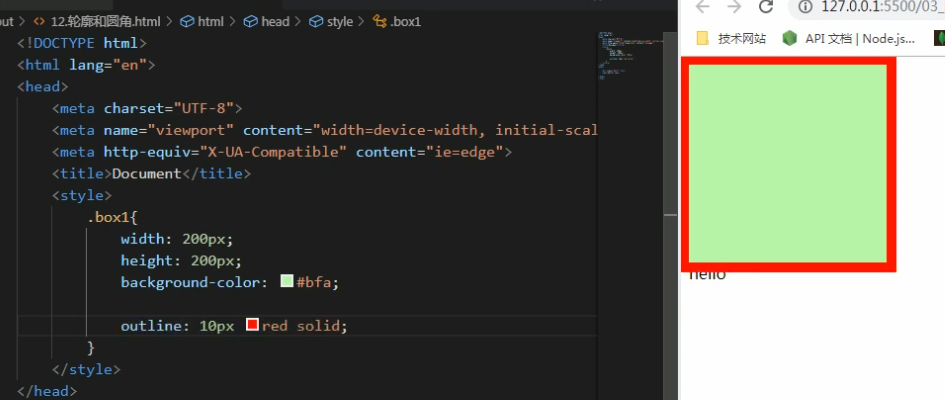 out > <> 12.轮廓和圆角.html > html > head > style > .box1
127.0.0.1:5500/03_
技术网站 API 文档 | Node.js...
<!DOCTYPE html>
<html lang="en">
<head>
<meta charset="UTF-8">
<meta name="viewport" content="width=device-width, initial-scal
<meta http-equiv="X-UA-Compatible" content="ie=edge">
<title>Document</title>
<style>
.box1{
width: 200px;
height: 200px;
background-color: #bfa;
outline: 10px red solid;
}
</style>
</head>
hello